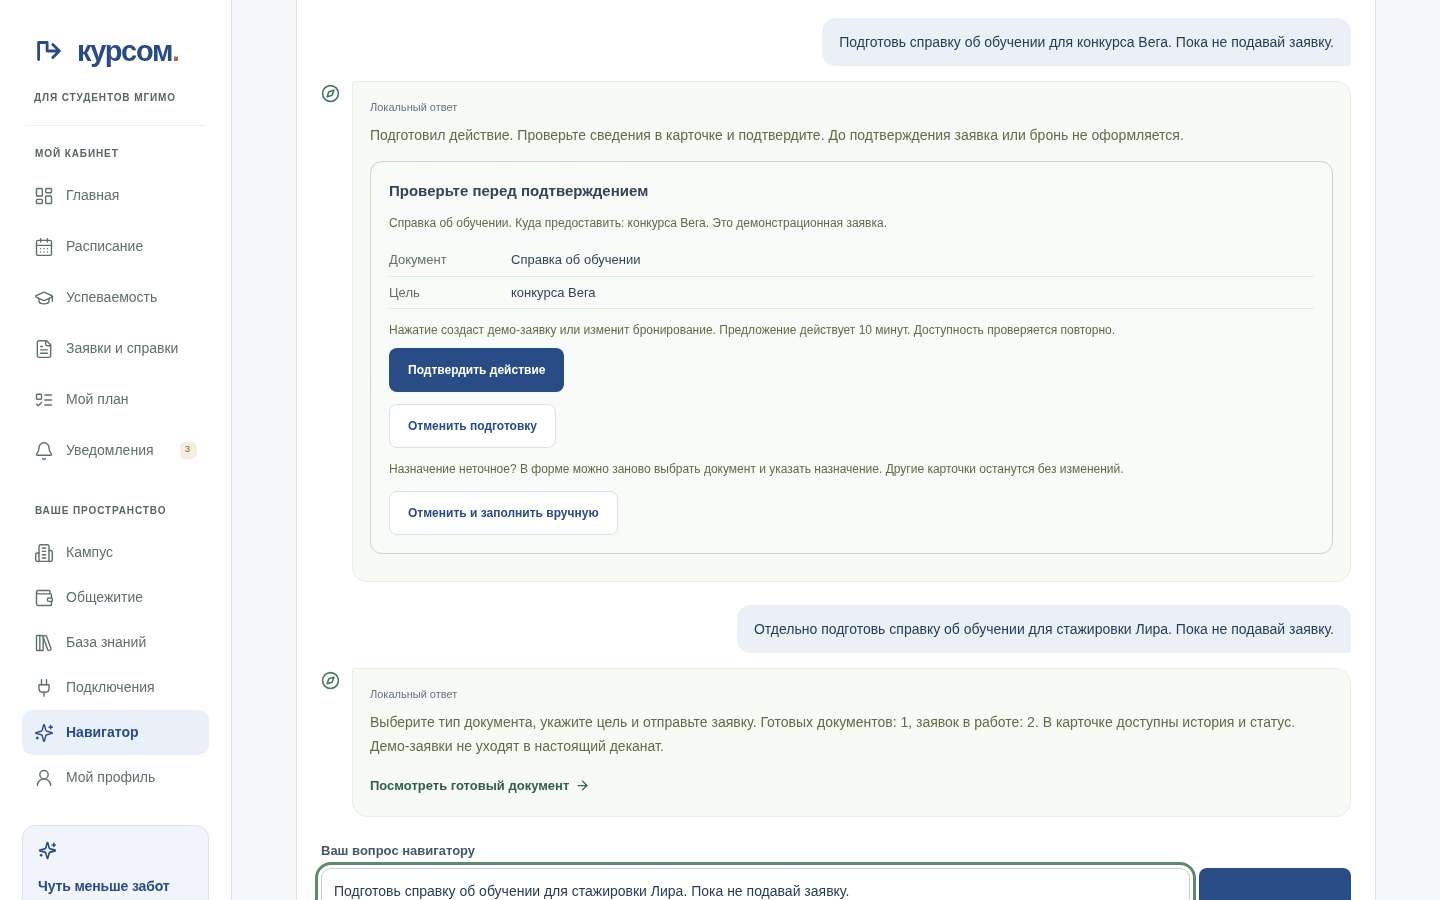 курсом.
ДЛЯ СТУДЕНТОВ МГИМО
МОЙ КАБИНЕТ
Главная
Расписание
Успеваемость
Заявки и справки
Мой план
Уведомления 3
ВАШЕ ПРОСТРАНСТВО
Кампус
Общежитие
База знаний
Подключения
Навигатор
Мой профиль
Чуть меньше забот
Подготовь справку об обучении для конкурса Вега. Пока не подавай заявку.
Локальный ответ
Подготовил действие. Проверьте сведения в карточке и подтвердите. До подтверждения заявка или бронь не оформляется.
Проверьте перед подтверждением
Справка об обучении. Куда предоставить: конкурса Вега. Это демонстрационная заявка.
Документ Справка об обучении
Цель конкурса Вега
Нажатие создаст демо-заявку или изменит бронирование. Предложение действует 10 минут. Доступность проверяется повторно.
Подтвердить действие
Отменить подготовку
Назначение неточное? В форме можно заново выбрать документ и указать назначение. Другие карточки останутся без изменений.
Отменить и заполнить вручную
Отдельно подготовь справку об обучении для стажировки Лира. Пока не подавай заявку.
Локальный ответ
Выберите тип документа, укажите цель и отправьте заявку. Готовых документов: 1, заявок в работе: 2. В карточке доступны история и статус.
Демо-заявки не уходят в настоящий деканат.
Посмотреть готовый документ
Ваш вопрос навигатору
Подготовь справку об обучении для стажировки Лира. Пока не подавай заявку.